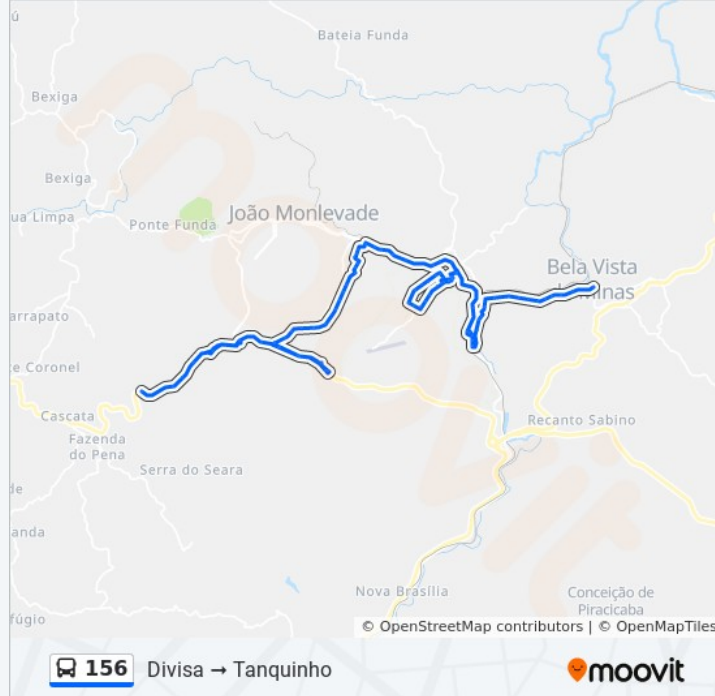 ú
Bateia Funda
Bexiga
Bexiga
ua Limpa
Ponte Funda
João Monlevade
Bela Vista
Minas
arrapato
te Coronel
Cascata
Fazenda
do Pena
Recanto Sabino
Serra do Seara
de
anda
Nova Brasília
Conceição de
Piracicaba
fúgio
moovit
© OpenStreetMap contributors | © OpenMapTiles
156 Divisa → Tanquinho
moovit